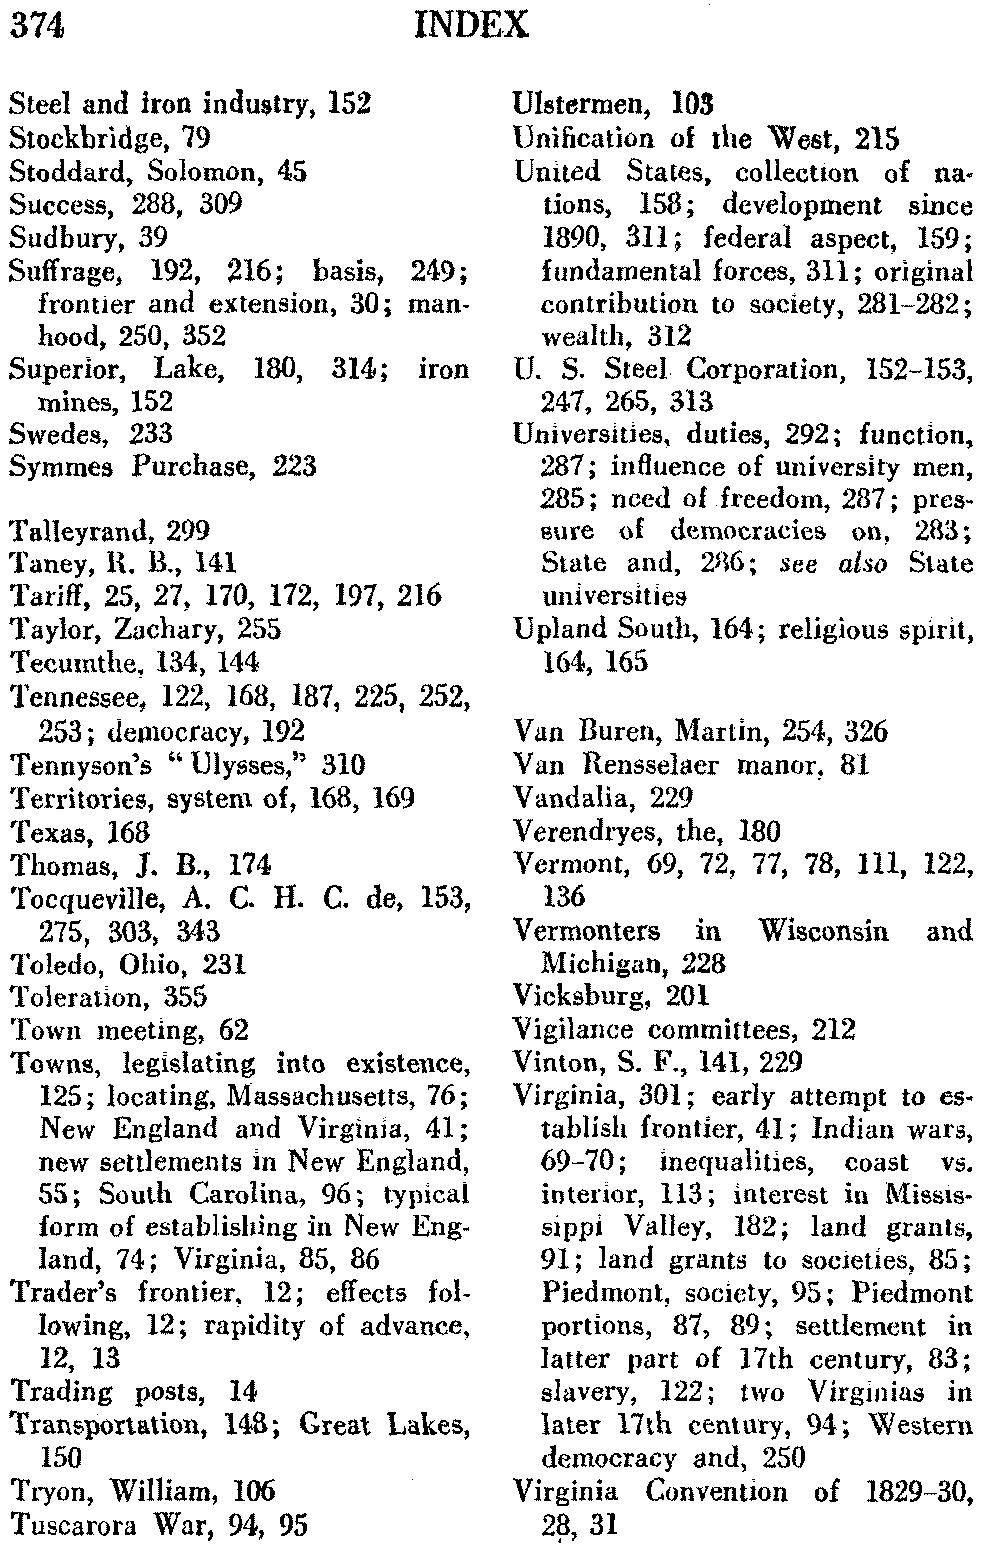 374 INDEX
Steel and iron industry, 152
Stockbridge, 79
Stoddard, Solomon, 45
Success, 288, 309
Sudbury, 39
Suffrage, 192, 216; basis, 249;
frontier and extension, 30; man-
hood, 250, 352
Superior, Lake, 180, 314; iron
mines, 152
Swedes, 233
Symmes Purchase, 223
Talleyrand, 299
Taney, R. B., 141
Tariff, 25, 27, 170, 172, 197, 216
Taylor, Zachary, 255
Tecumthe, 134, 144
Tennessee, 122, 168, 187, 225, 252,
253; democracy, 192
Tennyson's "Ulysses," 310
Territories, system of, 168, 169
Texas, 168
Thomas, J. B., 174
Tocqueville, A. C. H. C. de, 153,
275, 303, 343
Toledo, Ohio, 231
Toleration, 355
Town meeting, 62
Towns, legislating into existence,
125; locating, Massachusetts, 76;
New England and Virginia, 41;
new settlements in New England,
55; South Carolina, 96; typical
form of establishing in New Eng-
land, 74; Virginia, 85, 86
Trader's frontier, 12; effects fol-
lowing, 12; rapidity of advance,
12, 13
Trading posts, 14
Transportation, 148; Great Lakes,
150
Tryon, William, 106
Tuscarora War, 94, 95
Ulstermen, 103
Unification of the West, 215
United States, collection of na-
tions, 158; development since
1890, 311; federal aspect, 159;
fundamental forces, 311; original
contribution to society, 281-282;
wealth, 312
U. S. Steel Corporation, 152-153,
247, 265, 313
Universities, duties, 292; function,
287; influence of university men,
285; need of freedom, 287; pres-
sure of democracies on, 283;
State and, 286; see also State
universities
Upland South, 164; religious spirit,
164, 165
Van Buren, Martin, 254, 326
Van Rensselaer manor, 81
Vandalia, 229
Verendryes, the, 180
Vermont, 69, 72, 77, 78, 111, 122,
136
Vermonters in Wisconsin and
Michigan, 228
Vicksburg, 201
Vigilance committees, 212
Vinton, S. F., 141, 229
Virginia, 301; early attempt to es-
tablish frontier, 41; Indian wars,
69-70; inequalities, coast vs.
interior, 113; interest in Missis-
sippi Valley, 182; land grants,
91; land grants to societies, 85;
Piedmont, society, 95; Piedmont
portions, 87, 89; settlement in
latter part of 17th century, 83;
slavery, 122; two Virginias in
later 17th century, 94; Western
democracy and, 250
Virginia Convention of 1829-30,
28, 31